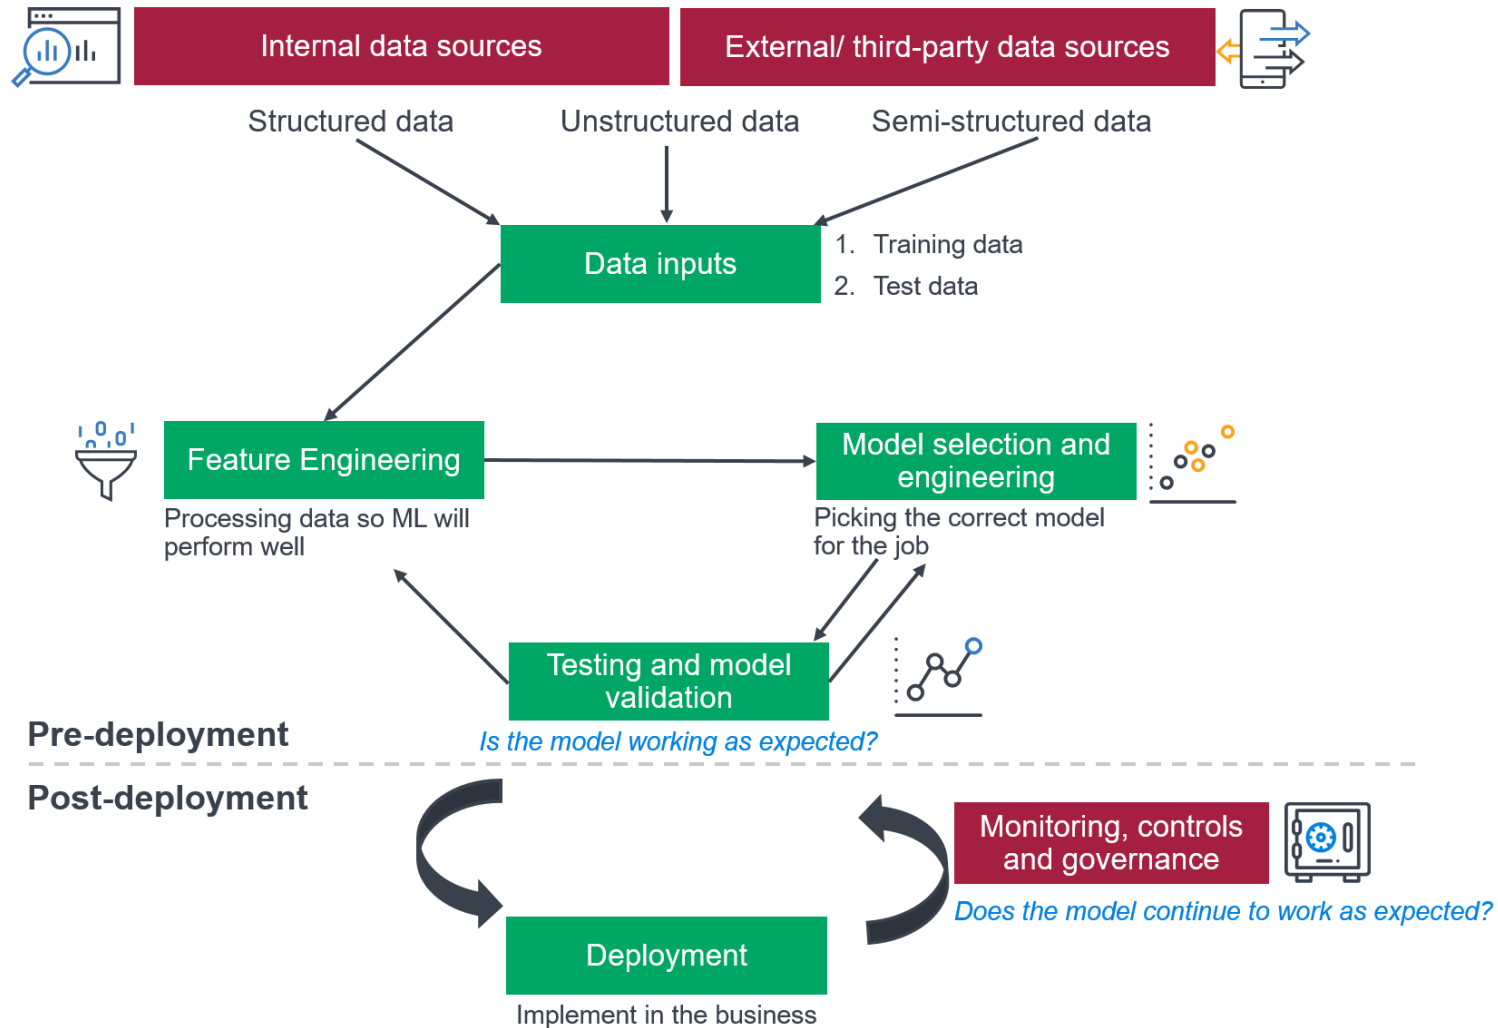 Internal data sources
External/ third-party data sources
Structured data
Unstructured data
Semi-structured data
Data inputs
1. Training data
2. Test data
Feature Engineering
Processing data so ML will
perform well
Model selection and
engineering
Picking the correct model
for the job
Testing and model
validation
Is the model working as expected?
Pre-deployment
Post-deployment
Monitoring, controls
and governance
Does the model continue to work as expected?
Deployment
Implement in the business